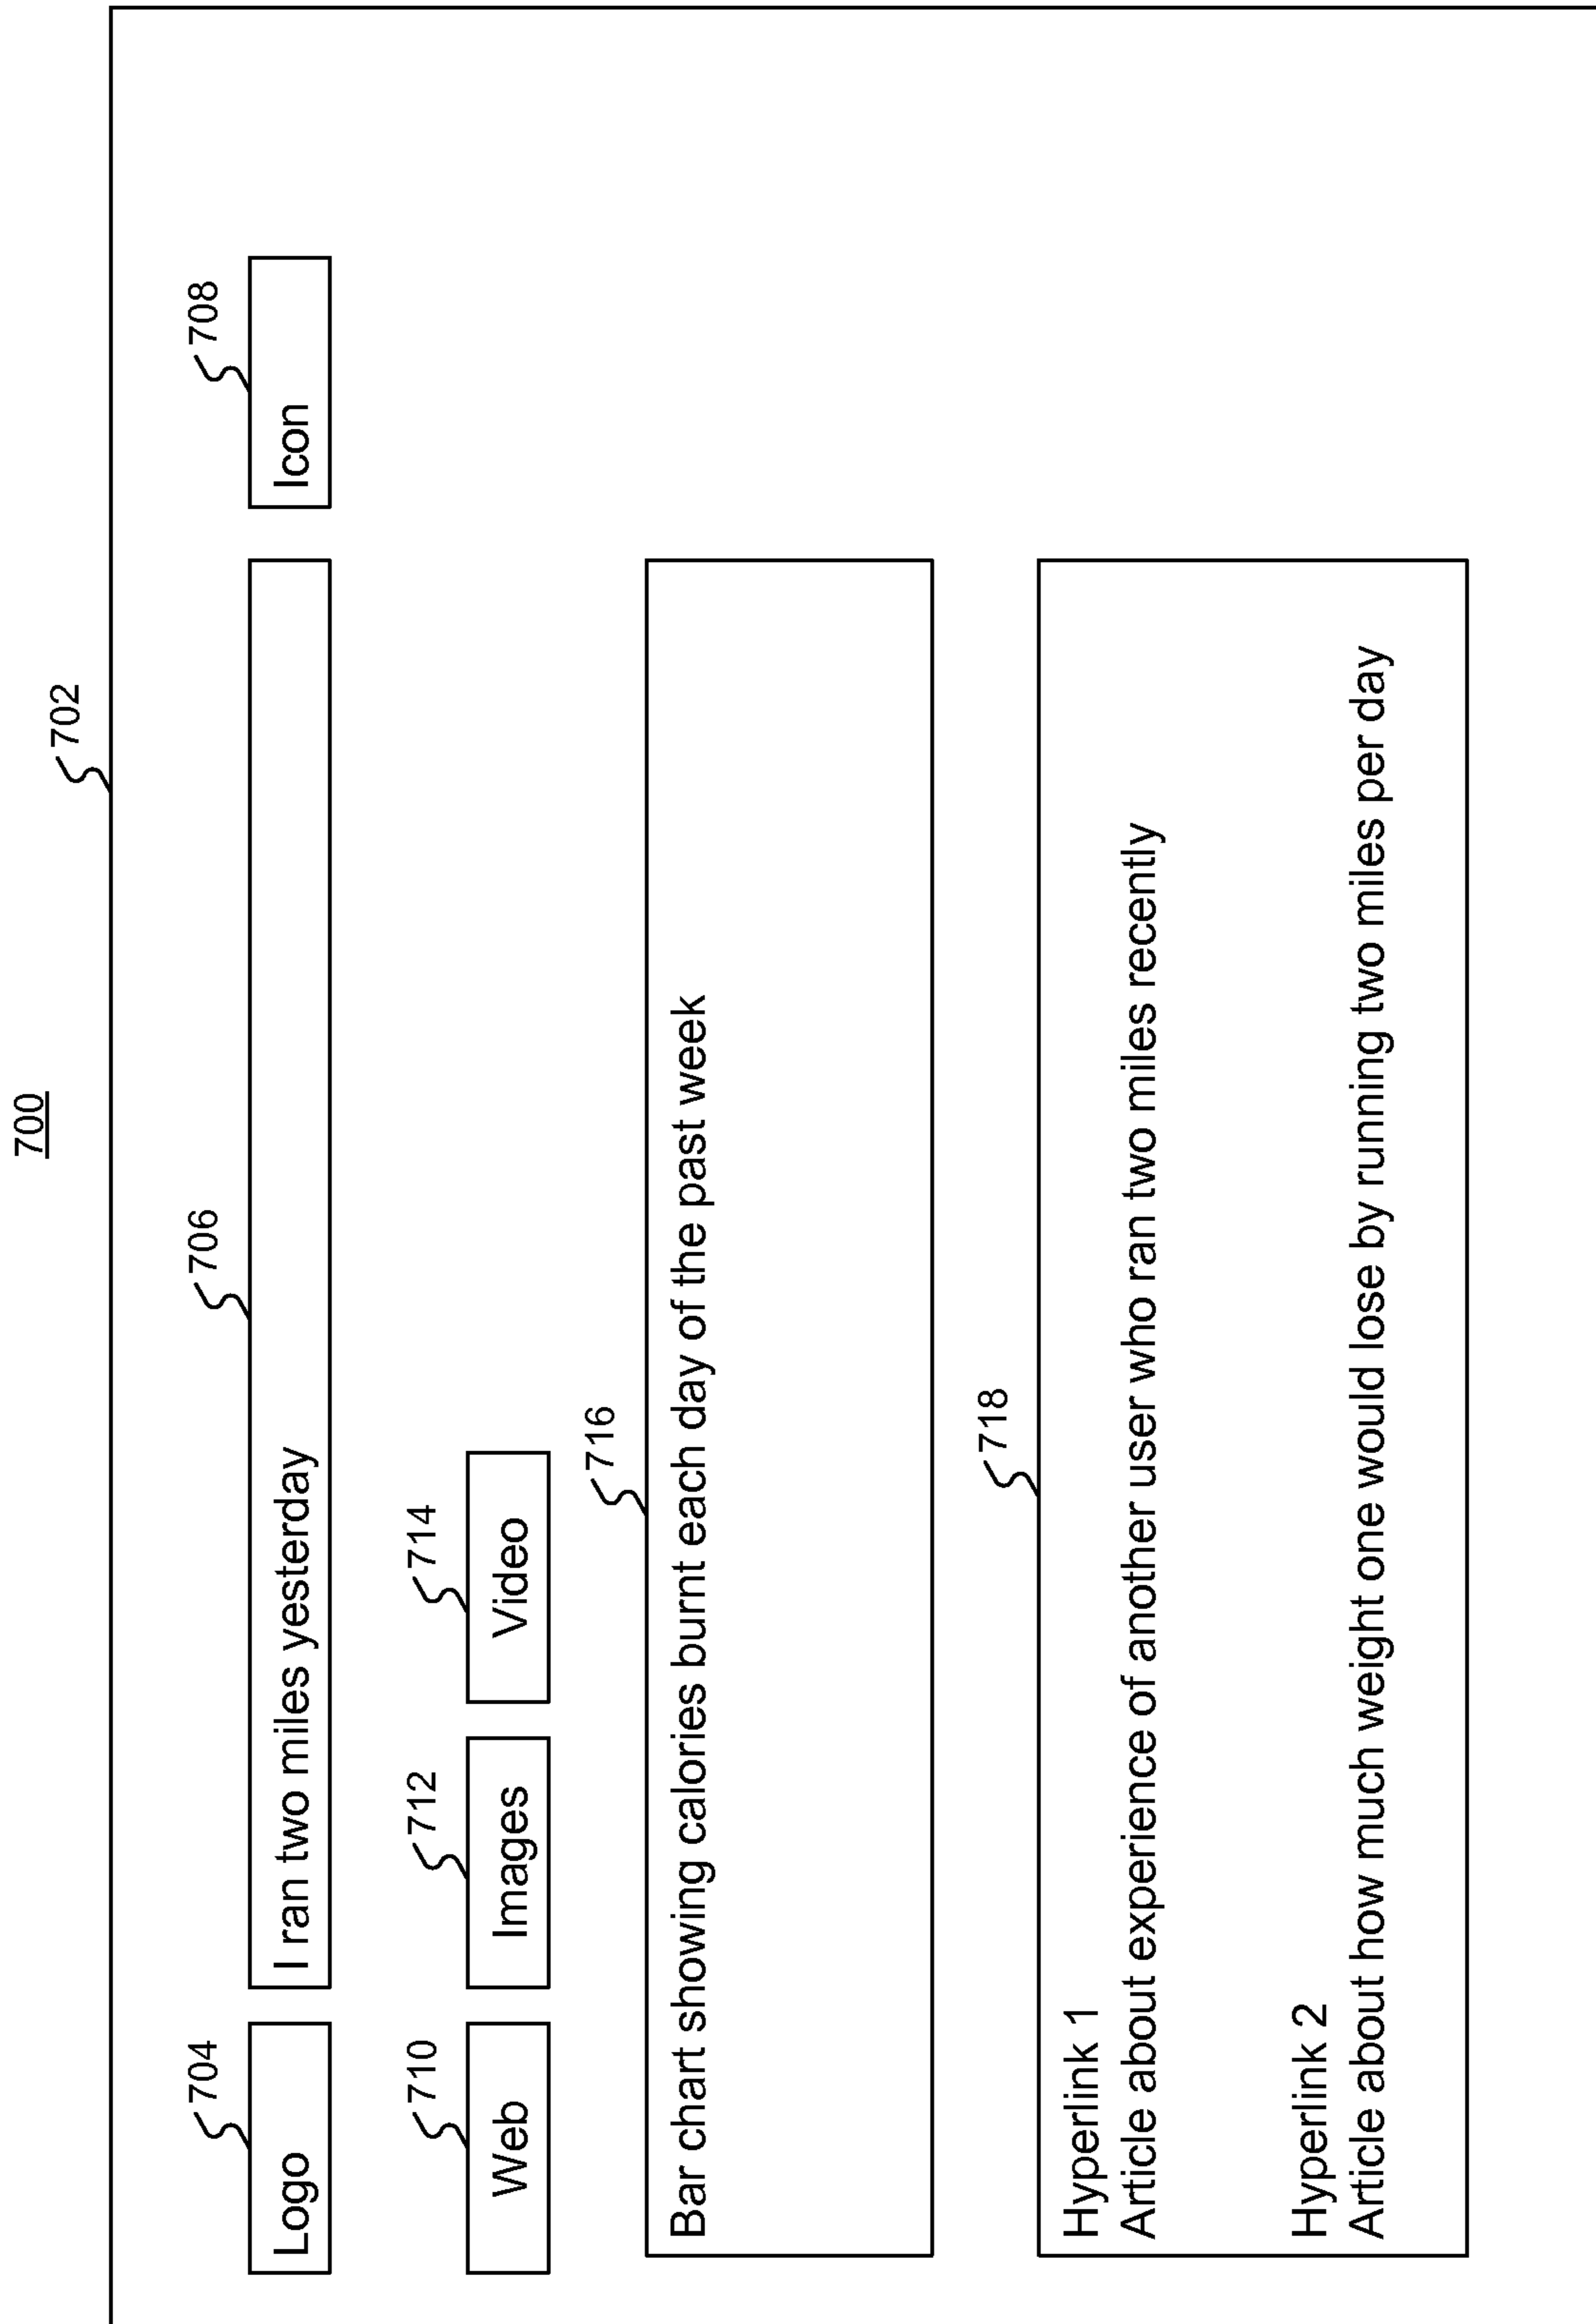 700
702
704
706
708
Logo
I ran two miles yesterday
Icon
710
712
714
Web
Images
Video
716
Bar chart showing calories burnt each day of the past week
718
Hyperlink 1
Article about experience of another user who ran two miles recently
Hyperlink 2
Article about how much weight one would lose by running two miles per day